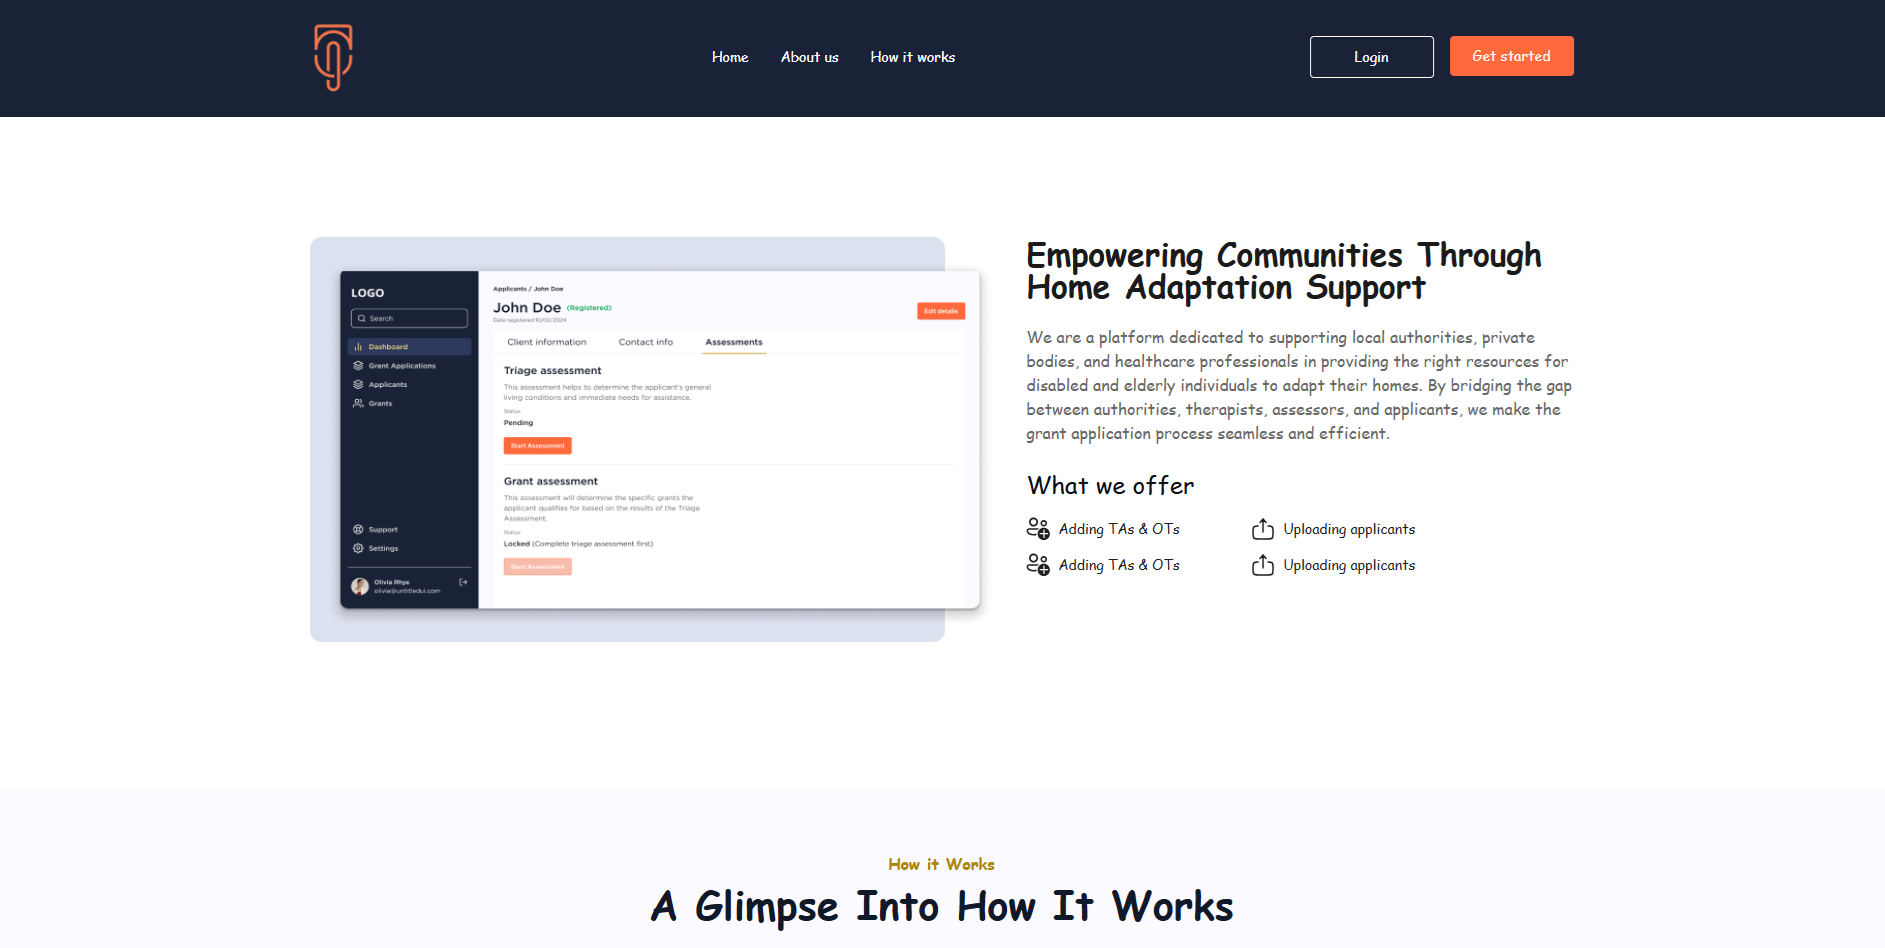 Home
About us
How it works
Login
Get started
LOGO
Search
Dashboard
Grant Applications
Applicants
Grants
Support
Settings
Olivia Rhye
olivia@untitledui.com
Applicants / John Doe
John Doe (Registered)
Date registered 10/02/2024
Edit details
Client information
Contact info
Assessments
Triage assessment
This assessment helps to determine the applicant's general
living conditions and immediate needs for assistance.
Status
Pending
Start Assessment
Grant assessment
This assessment will determine the specific grants the
applicant qualifies for based on the results of the Triage
Assessment.
Status
Locked (Complete triage assessment first)
Start Assessment
Empowering Communities Through
Home Adaptation Support
We are a platform dedicated to supporting local authorities, private
bodies, and healthcare professionals in providing the right resources for
disabled and elderly individuals to adapt their homes. By bridging the gap
between authorities, therapists, assessors, and applicants, we make the
grant application process seamless and efficient.
What we offer
Adding TAs & OTs
Uploading applicants
Adding TAs & OTs
Uploading applicants
How it Works
A Glimpse Into How It Works